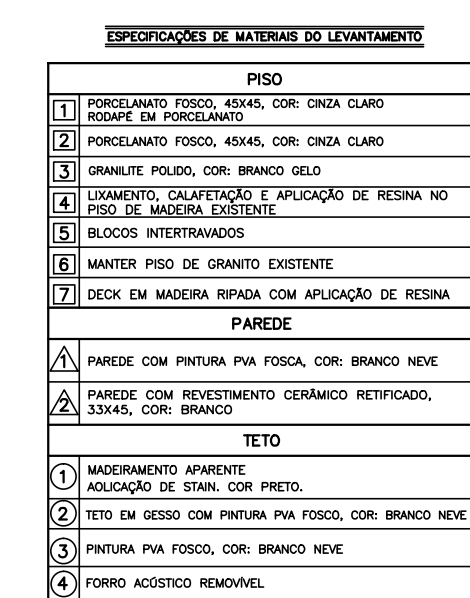 ESPECIFICAÇÕES DE MATERIAIS DO LEVANTAMENTO
PISO
1 PORCELANATO FOSCO, 45X45, COR: CINZA CLARO
RODAPÉ EM PORCELANATO
2 PORCELANATO FOSCO, 45X45, COR: CINZA CLARO
3 GRANILITE POLIDO, COR: BRANCO GELO
4 LIXAMENTO, CALAFETAÇÃO E APLICAÇÃO DE RESINA NO
PISO DE MADEIRA EXISTENTE
5 BLOCOS INTERTRAVADOS
6 MANTER PISO DE GRANITO EXISTENTE
7 DECK EM MADEIRA RIPADA COM APLICAÇÃO DE RESINA
PAREDE
1 PAREDE COM PINTURA PVA FOSCA, COR: BRANCO NEVE
2 PAREDE COM REVESTIMENTO CERÂMICO RETIFICADO,
33X45, COR: BRANCO
TETO
1 MADEIRAMENTO APARENTE
AOLICAÇÃO DE STAIN. COR PRETO.
2 TETO EM GESSO COM PINTURA PVA FOSCO, COR: BRANCO NEVE
3 PINTURA PVA FOSCO, COR: BRANCO NEVE
4 FORRO ACÚSTICO REMOVÍVEL